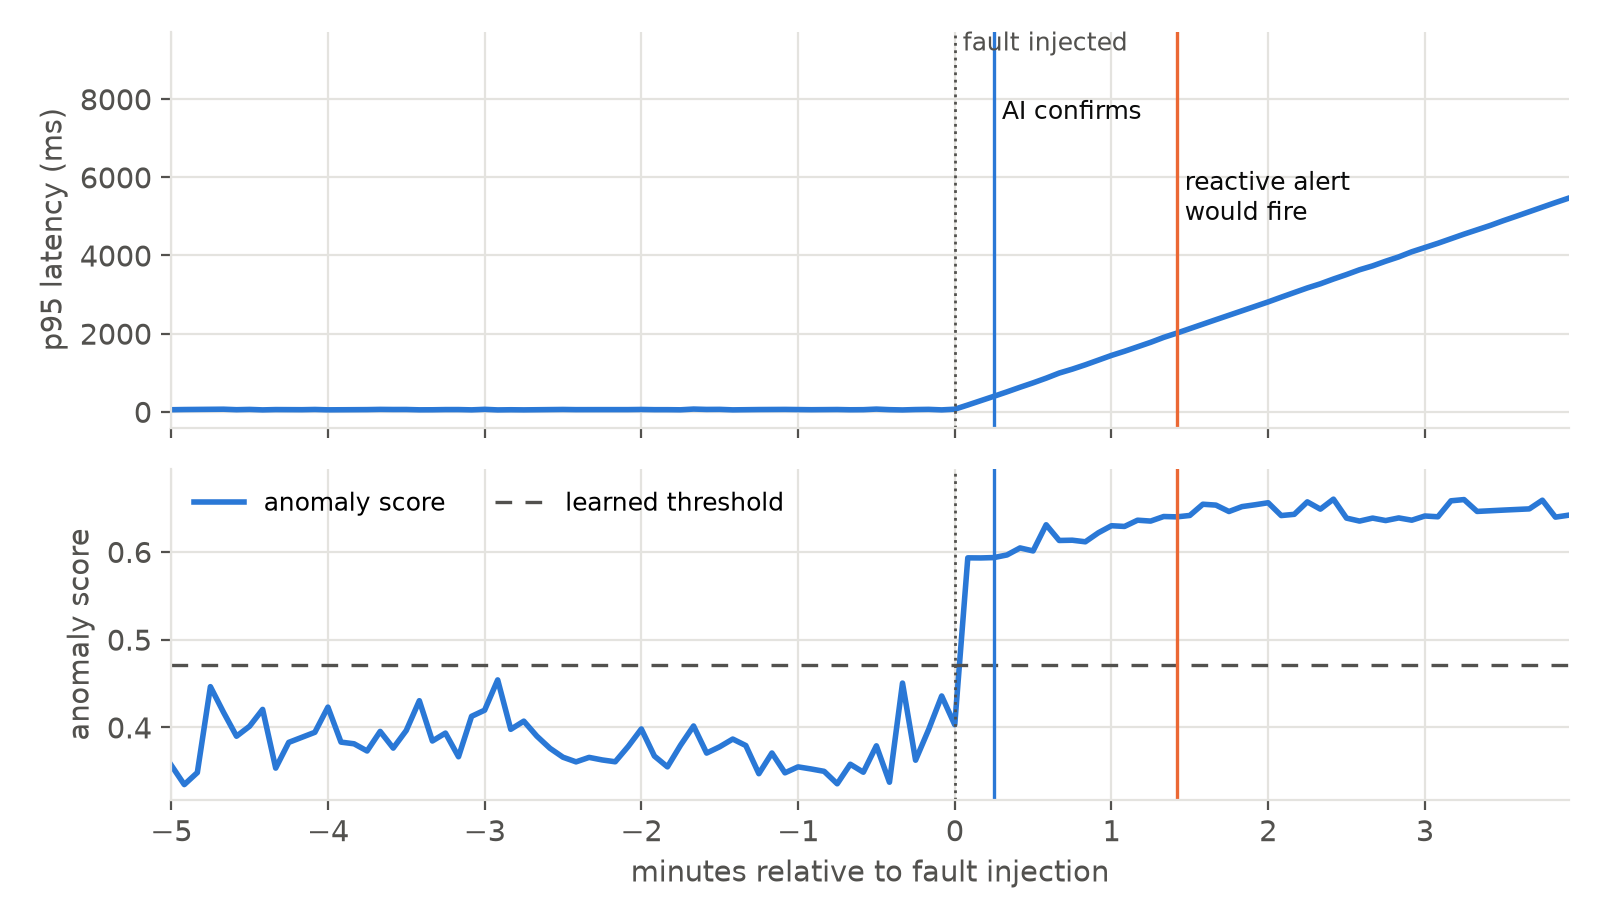 fault injected
8000
AI confirms
6000
reactive alert
would fire
4000
2000
0
p95 latency (ms)
anomaly score
learned threshold
0.6
0.5
0.4
anomaly score
−5
−4
−3
−2
−1
0
1
2
3
minutes relative to fault injection